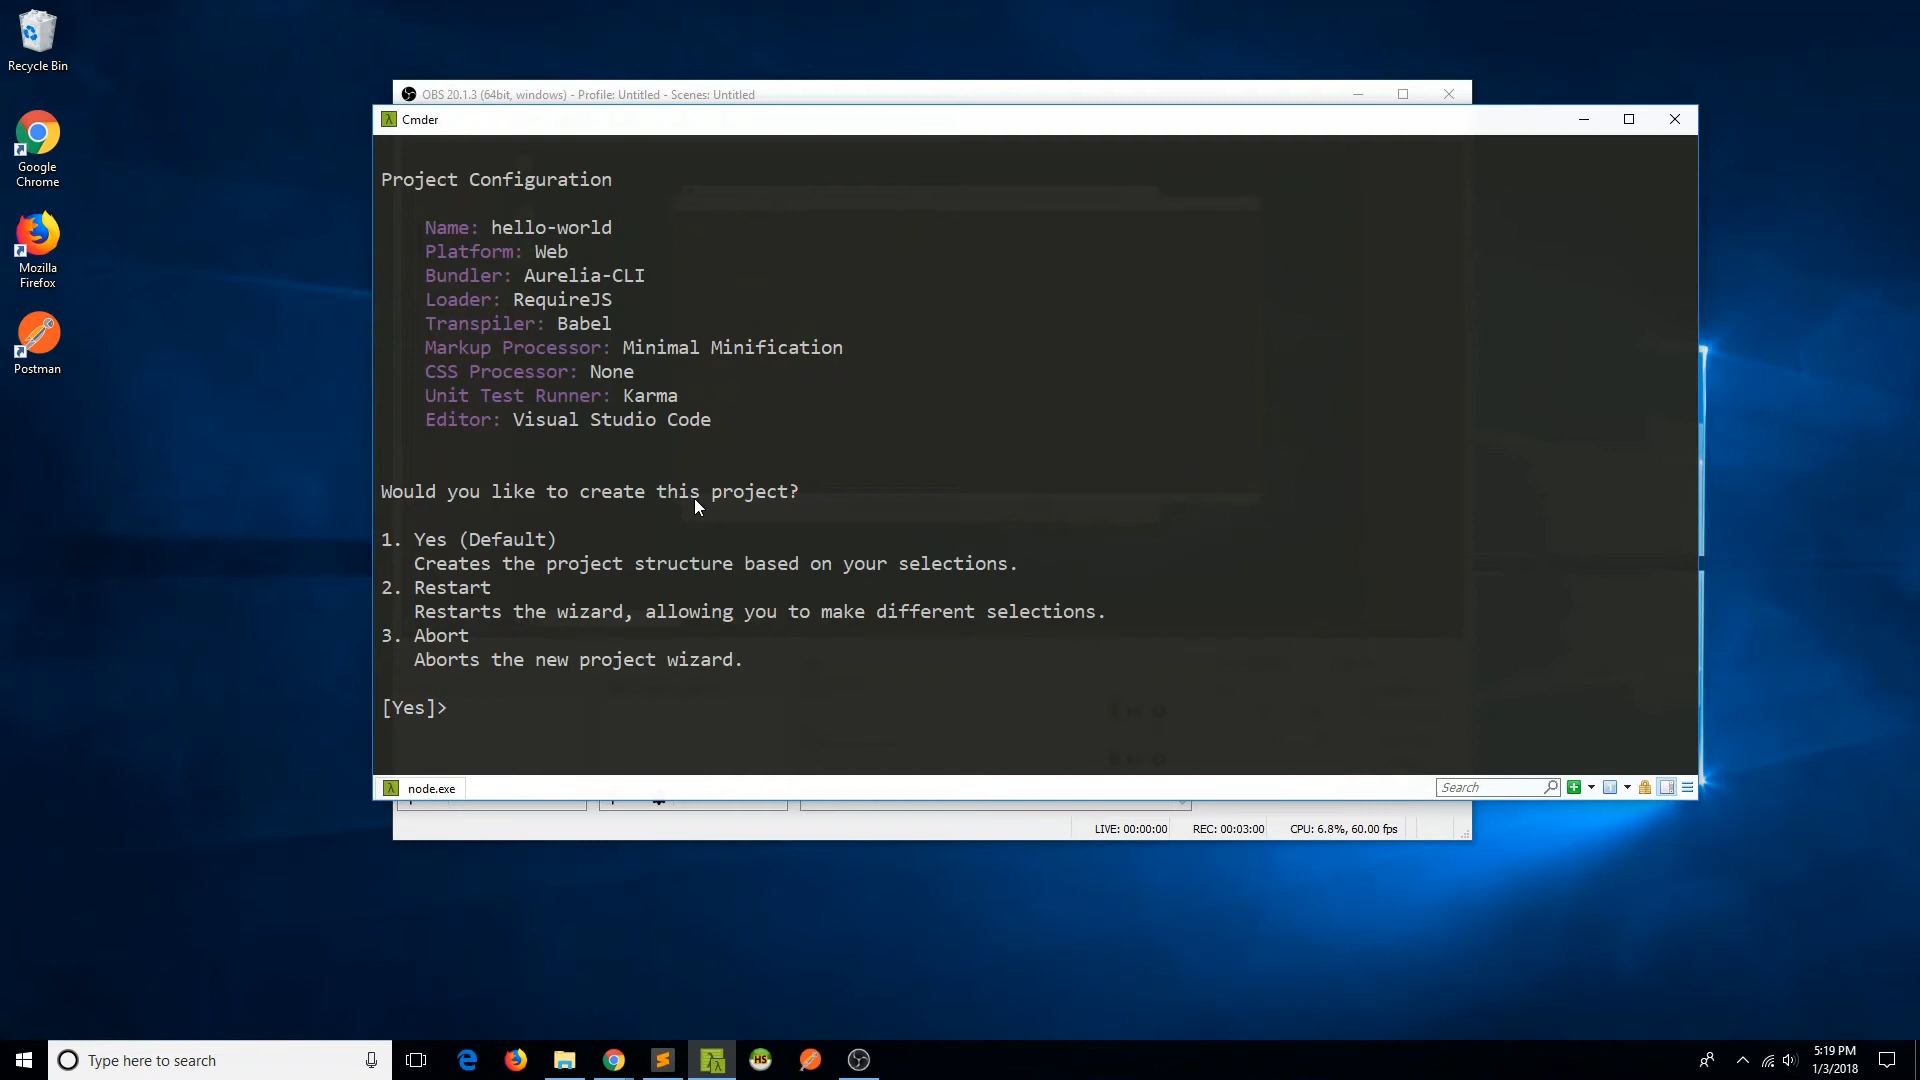 Recycle Bin
Google
Chrome
Mozilla
Firefox
Postman
OBS 20.1.3 (64bit, windows) - Profile: Untitled - Scenes: Untitled
Cmder
Project Configuration
Name: hello-world
Platform: Web
Bundler: Aurelia-CLI
Loader: RequireJS
Transpiler: Babel
Markup Processor: Minimal Minification
CSS Processor: None
Unit Test Runner: Karma
Editor: Visual Studio Code
Would you like to create this project?
1. Yes (Default)
Creates the project structure based on your selections.
2. Restart
Restarts the wizard, allowing you to make different selections.
3. Abort
Aborts the new project wizard.
[Yes]>
node.exe
Search
LIVE: 00:00:00
REC: 00:03:00
CPU: 6.8%, 60.00 fps
Type here to search
HS
5:19 PM
1/3/2018